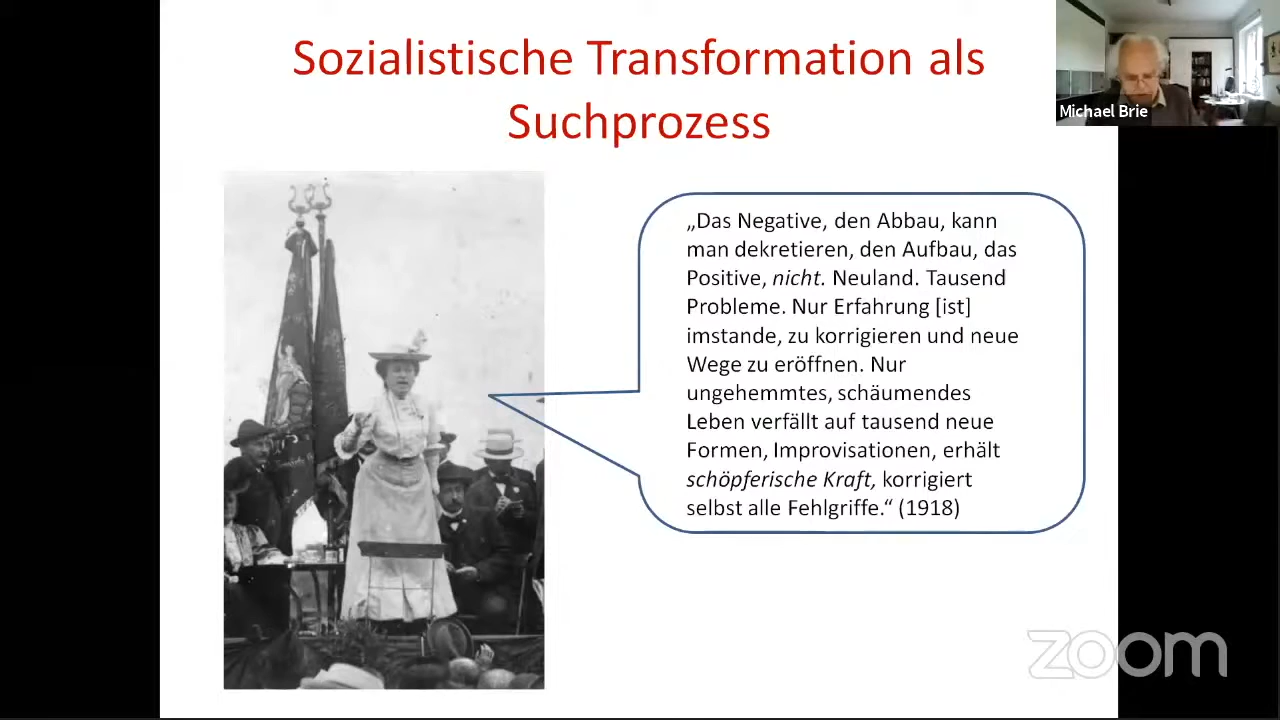 Sozialistische Transformation als
Suchprozess
Michael Brie
„Das Negative, den Abbau, kann
man dekretieren, den Aufbau, das
Positive, nicht. Neuland. Tausend
Probleme. Nur Erfahrung [ist]
imstande, zu korrigieren und neue
Wege zu eröffnen. Nur
ungehemmtes, schäumendes
Leben verfällt auf tausend neue
Formen, Improvisationen, erhält
schöpferische Kraft, korrigiert
selbst alle Fehlgriffe.“ (1918)
zoom